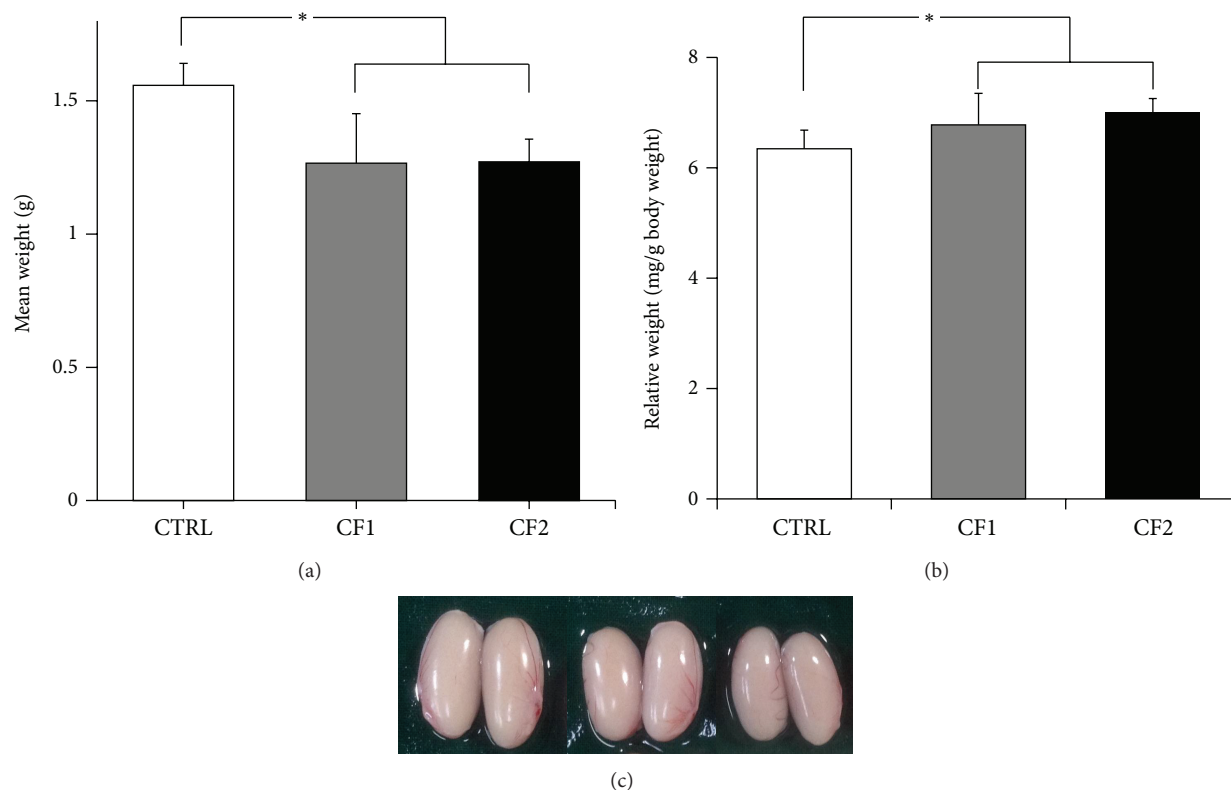 *
1.5
1
0.5
0
Mean weight (g)
CTRL
CF1
CF2
(a)
*
8
6
4
2
0
Relative weight (mg/g body weight)
CTRL
CF1
CF2
(b)
(c)